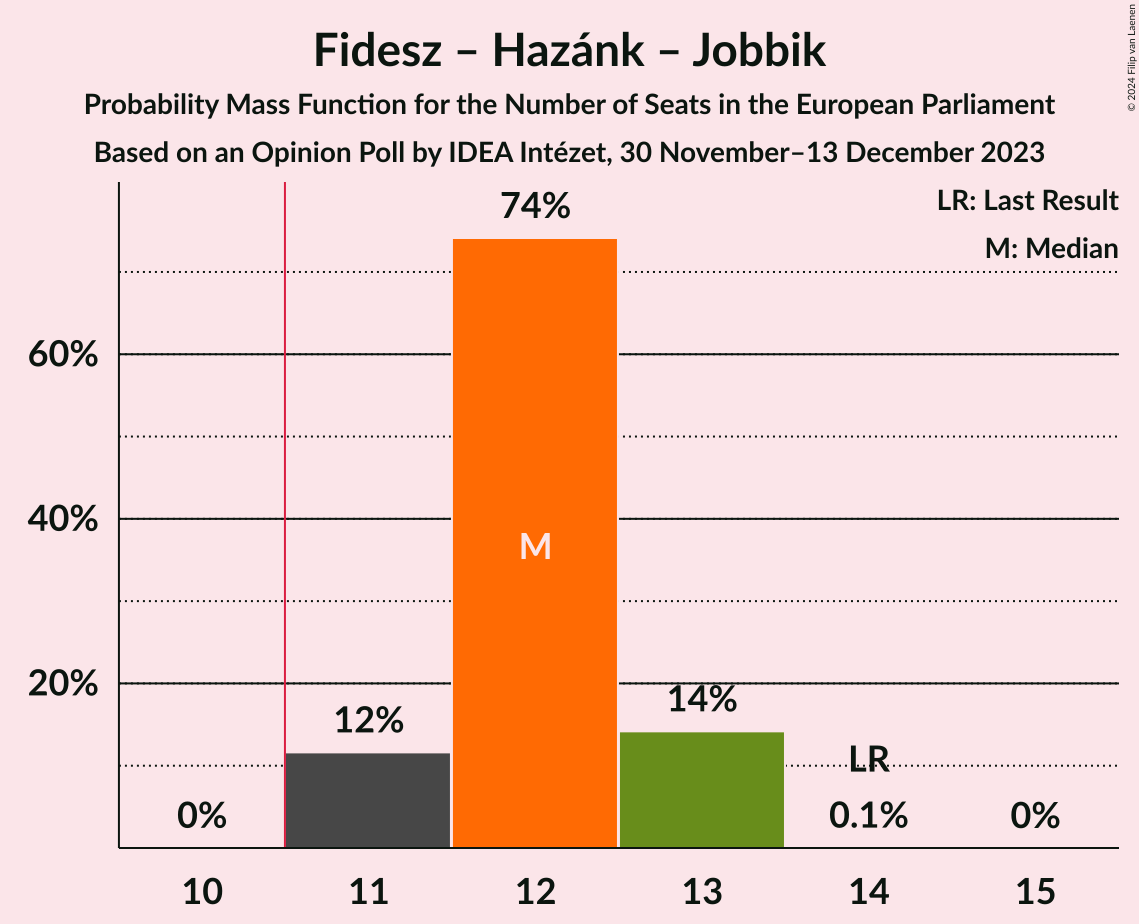 Fidesz – Hazánk – Jobbik
Probability Mass Function for the Number of Seats in the European Parliament
Based on an Opinion Poll by IDEA Intézet, 30 November–13 December 2023
© 2024 Filip van Laenen
LR: Last Result
M: Median
60%
40%
20%
0%
12%
74%
M
14%
LR
0.1%
0%
10 11 12 13 14 15